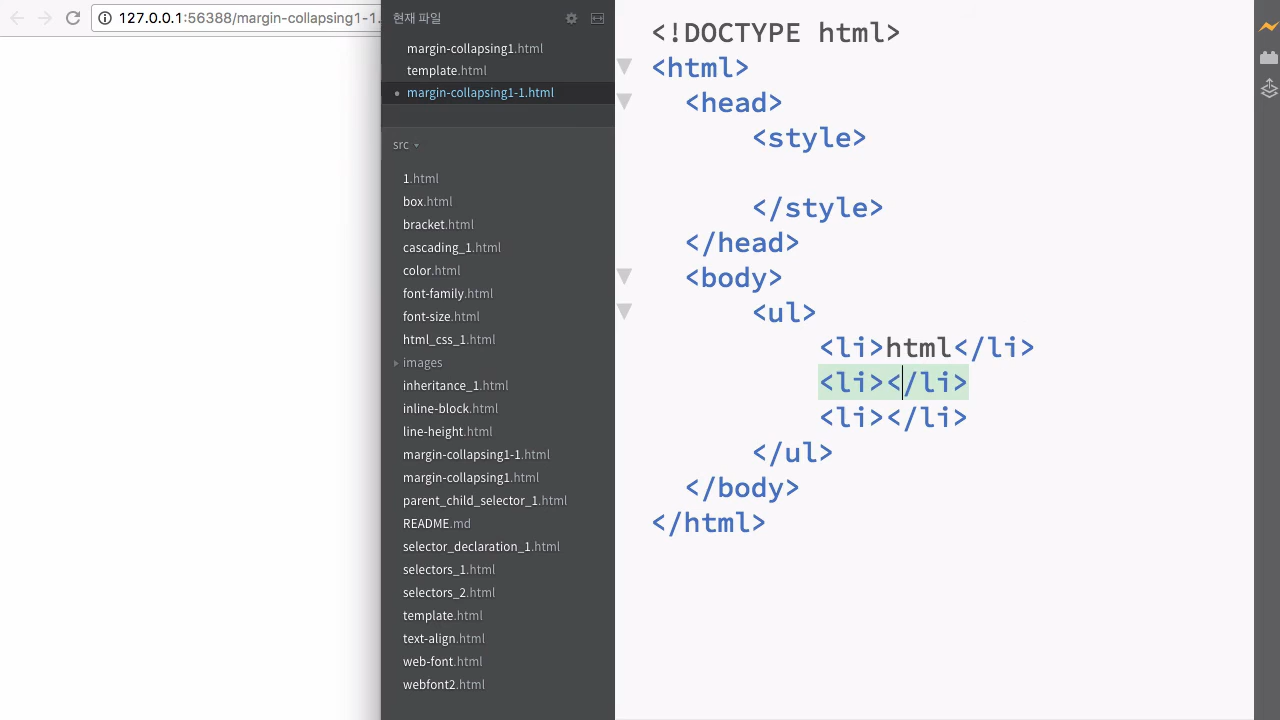 127.0.0.1:56388/margin-collapsing1-1.
현재 파일
margin-collapsing1.html
template.html
margin-collapsing1-1.html
src
1.html
box.html
bracket.html
cascading_1.html
color.html
font-family.html
font-size.html
html_css_1.html
images
inheritance_1.html
inline-block.html
line-height.html
margin-collapsing1-1.html
margin-collapsing1.html
parent_child_selector_1.html
README.md
selector_declaration_1.html
selectors_1.html
selectors_2.html
template.html
text-align.html
web-font.html
webfont2.html
<!DOCTYPE html>
<html>
<head>
<style>
</style>
</head>
<body>
<ul>
<li>html</li>
<li></li>
<li></li>
</ul>
</body>
</html>